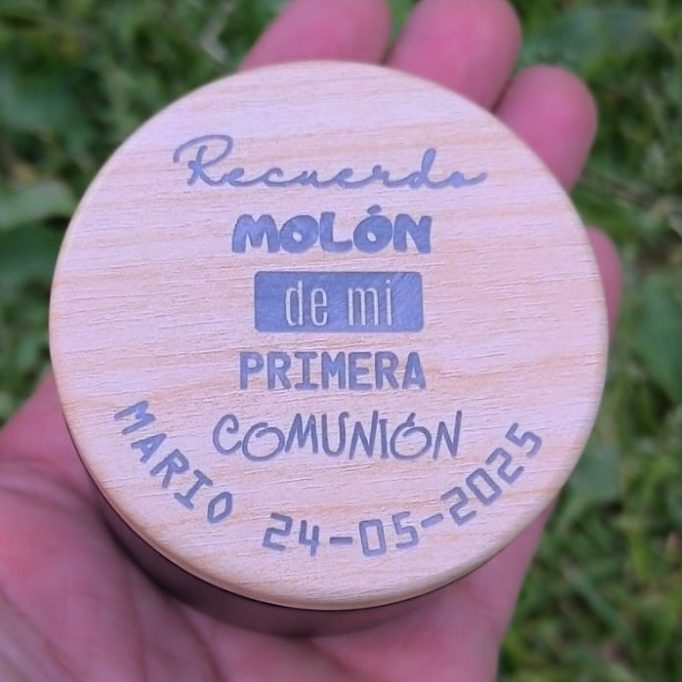 Recuerdo
MOLÓN
de mi
PRIMERA
COMUNIÓN
MARIO 24-05-2025